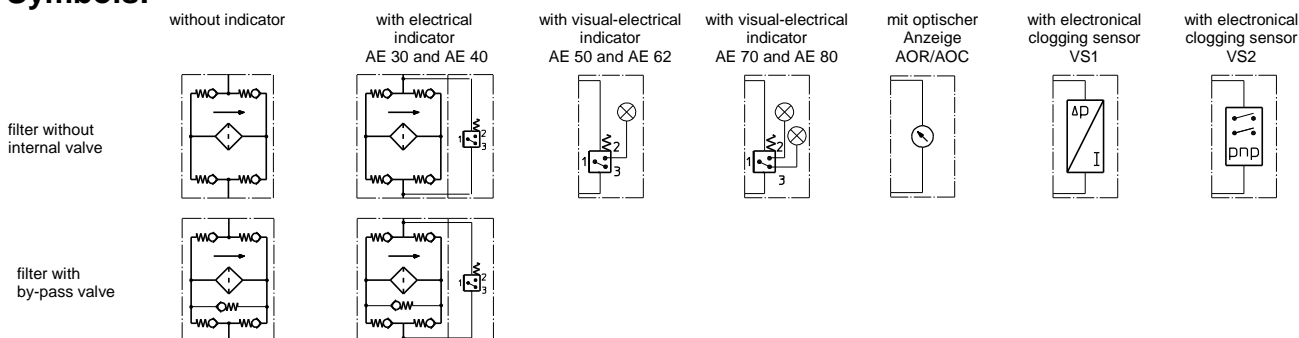 Symbols:
without indicator
with electrical
indicator
AE 30 and AE 40
with visual-electrical
indicator
AE 50 and AE 62
with visual-electrical
indicator
AE 70 and AE 80
mit optischer
Anzeige
AOR/AOC
with electronical
clogging sensor
VS1
with electronical
clogging sensor
VS2
filter without
internal valve
1 2
3
1 2
3
1 2
3
Δp
I
pnp
filter with
by-pass valve
1 2
3